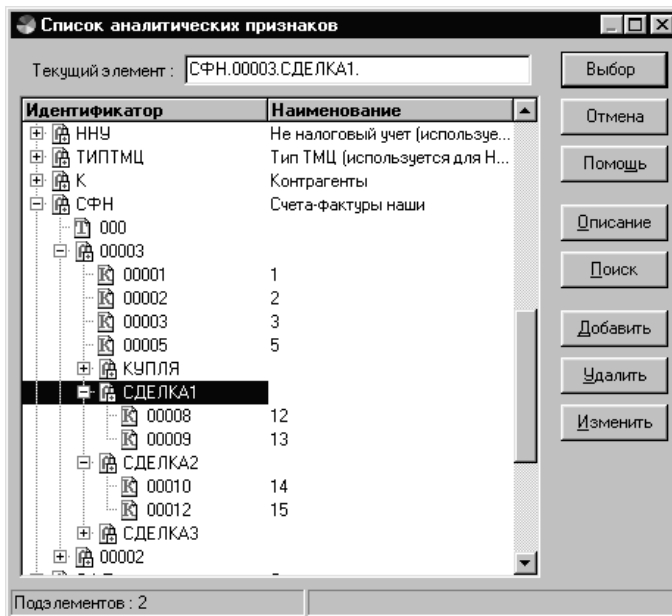 Список аналитических признаков
Текущий элемент : СФН.00003.СДЕЛКА1.
Выбор
Отмена
Помощь
Описание
Поиск
Добавить
Удалить
Изменить
Идентификатор Наименование
ННУ Не налоговый учет (используе...
ТИПТМЦ Тип ТМЦ (используется для Н...
К Контрагенты
СФН Счета-фактуры наши
000
00003
00001 1
00002 2
00003 3
00005 5
КУПЛЯ
СДЕЛКА1
00008 12
00009 13
СДЕЛКА2
00010 14
00012 15
СДЕЛКА3
00002
Подэлементов : 2